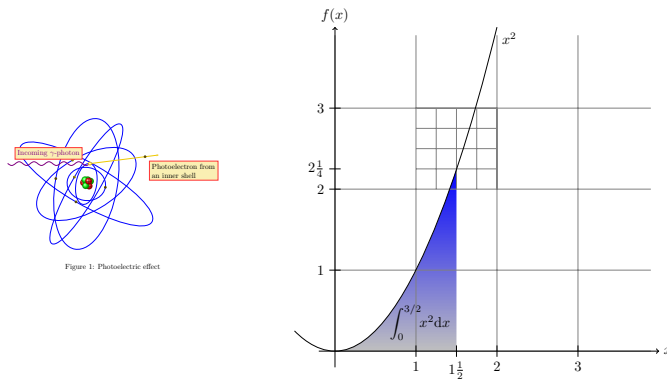 Incoming γ-photon
Photoelectron from
an inner shell
Figure 1: Photoelectric effect
f(x)
x²
3
2¼
2
1
∫₀^{3/2} x²dx
1
1½
2
3